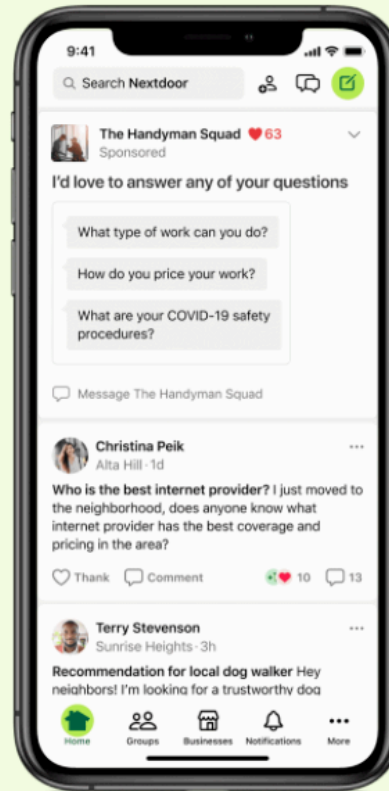 9:41
Search Nextdoor
The Handyman Squad 63
Sponsored
I'd love to answer any of your questions
What type of work can you do?
How do you price your work?
What are your COVID-19 safety
procedures?
Message The Handyman Squad
Christina Peik
Alta Hill · 1d
Who is the best internet provider? I just moved to
the neighborhood, does anyone know what
internet provider has the best coverage and
pricing in the area?
Thank Comment 10 13
Terry Stevenson
Sunrise Heights · 3h
Recommendation for local dog walker Hey
neighbors! I'm looking for a trustworthy dog
Home Groups Businesses Notifications More